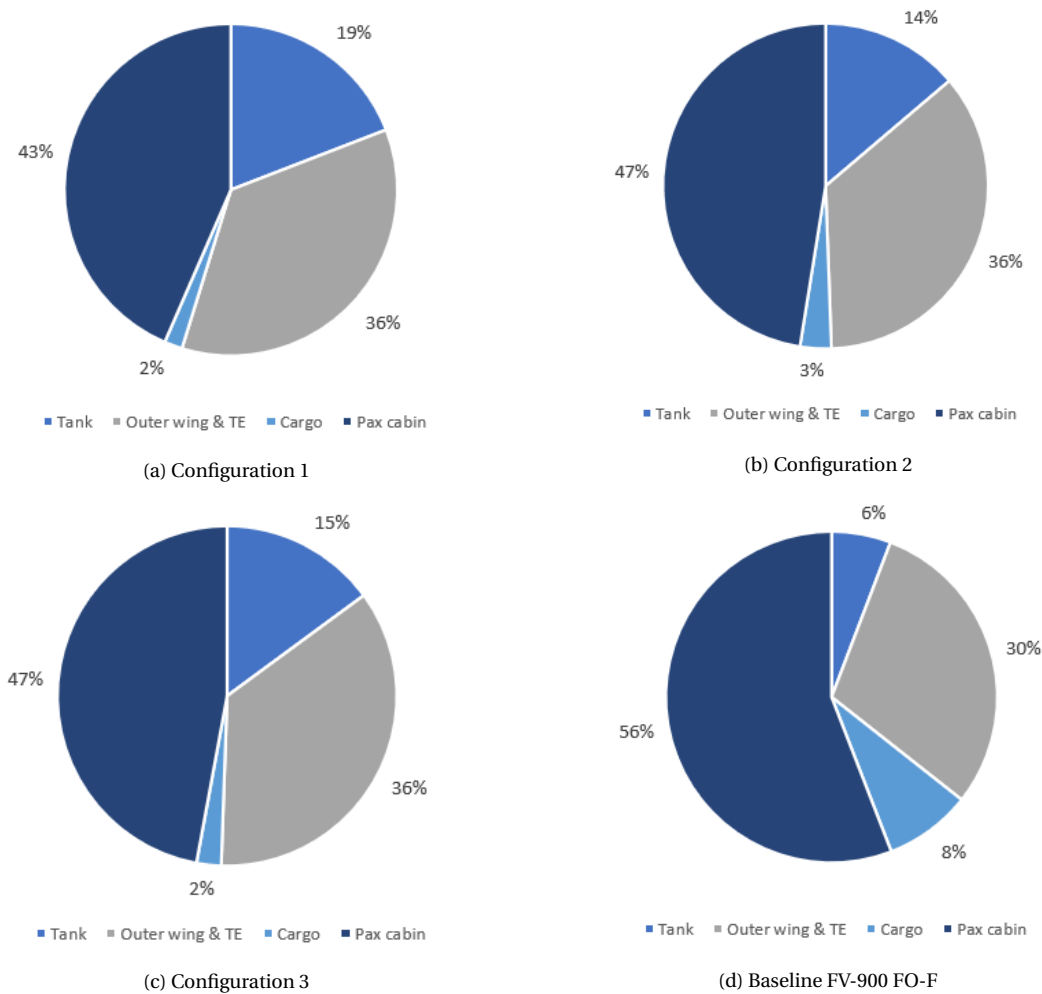 19%
43%
36%
2%
Tank Outer wing & TE Cargo Pax cabin
(a) Configuration 1
14%
47%
36%
3%
Tank Outer wing & TE Cargo Pax cabin
(b) Configuration 2
15%
47%
36%
2%
Tank Outer wing & TE Cargo Pax cabin
(c) Configuration 3
6%
30%
56%
8%
Tank Outer wing & TE Cargo Pax cabin
(d) Baseline FV-900 FO-F